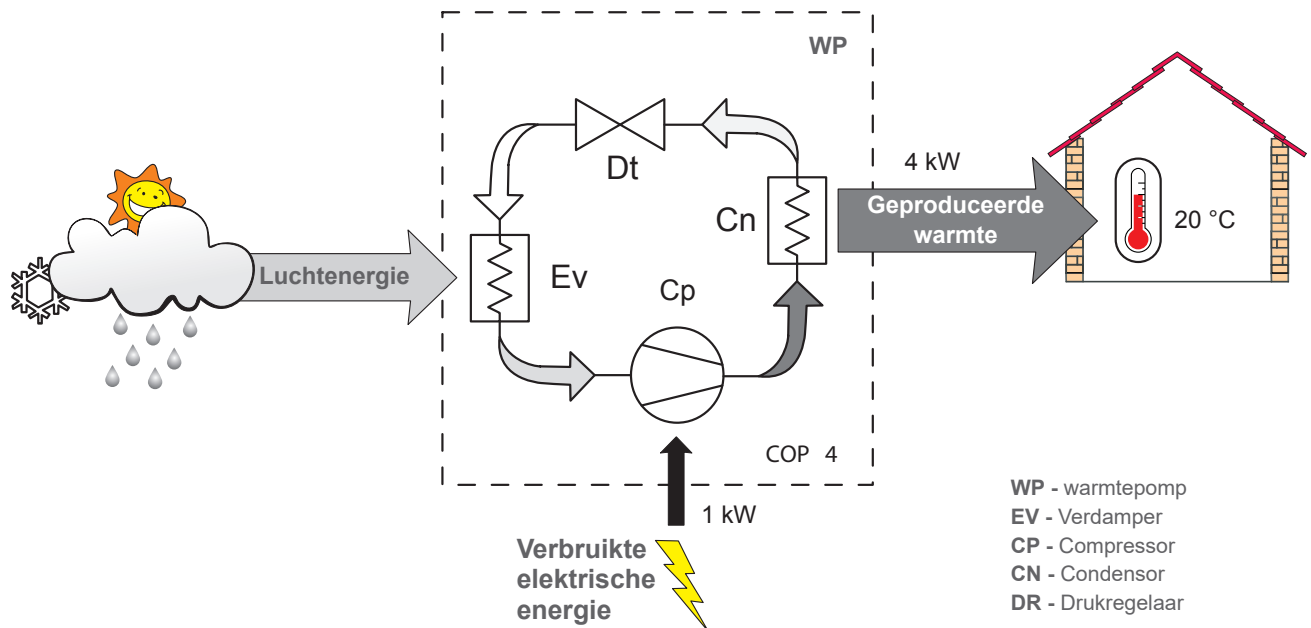 WP
Dt
4 kW
Geproduceerde
warmte
20 °C
Cn
Luchtenergie
Ev
Cp
COP 4
1 kW
Verbruikte
elektrische
energie
WP - warmtepomp
EV - Verdamper
CP - Compressor
CN - Condensor
DR - Drukregelaar